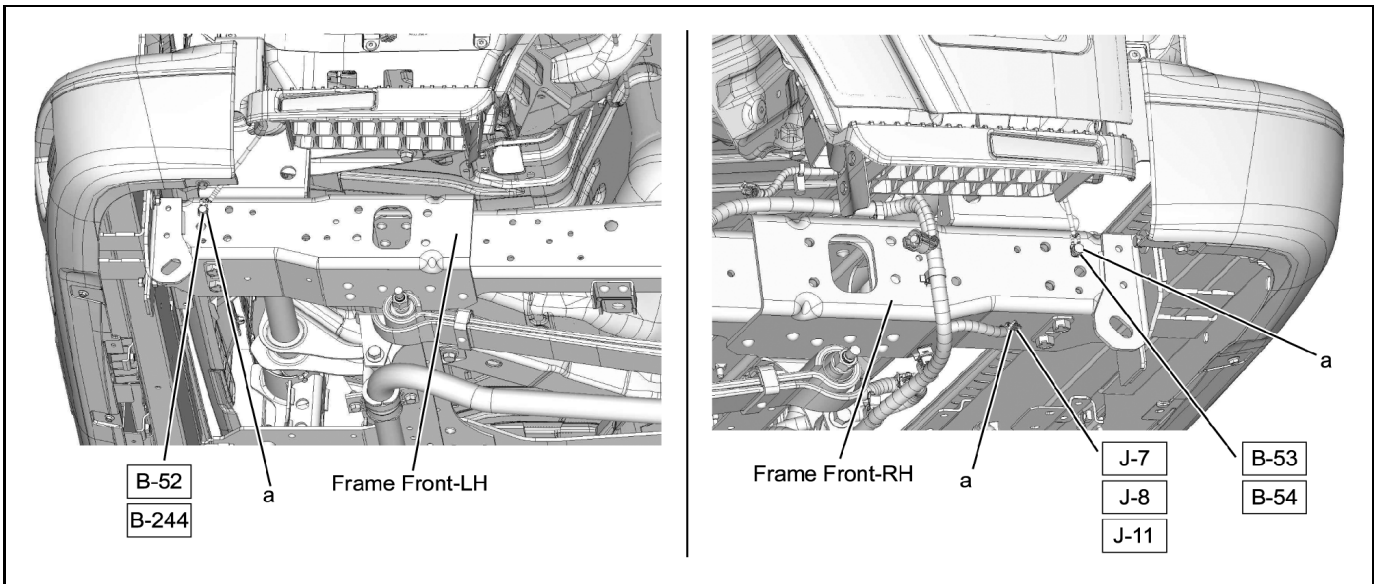 B-52
B-244
a
Frame Front-LH
Frame Front-RH
a
J-7
J-8
J-11
B-53
B-54
a